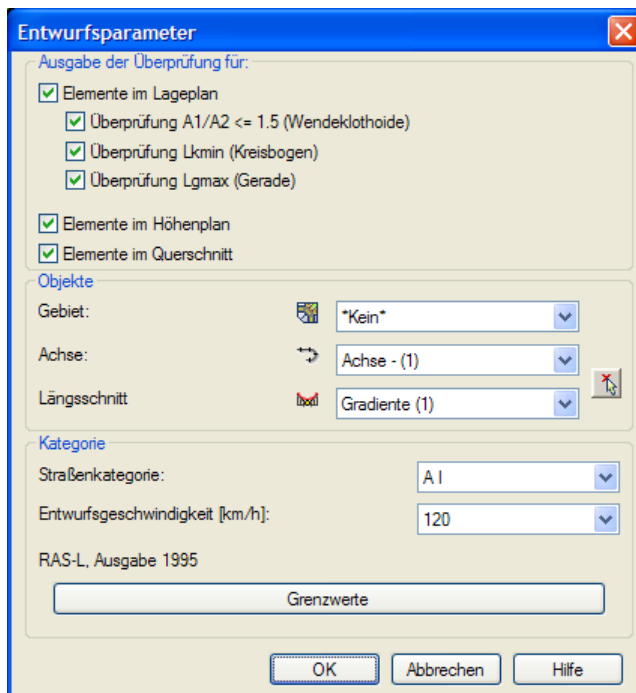 Entwurfsparameter
Ausgabe der Überprüfung für:
Elemente im Lageplan
Überprüfung A1/A2 <= 1.5 (Wendeklothoide)
Überprüfung Lkmin (Kreisbogen)
Überprüfung Lgmax (Gerade)
Elemente im Höhenplan
Elemente im Querschnitt
Objekte
Gebiet: *Kein*
Achse: Achse - (1)
Längsschnitt Gradiente (1)
Kategorie
Straßenkategorie: A I
Entwurfsgeschwindigkeit [km/h]: 120
RAS-L, Ausgabe 1995
Grenzwerte
OK Abbrechen Hilfe